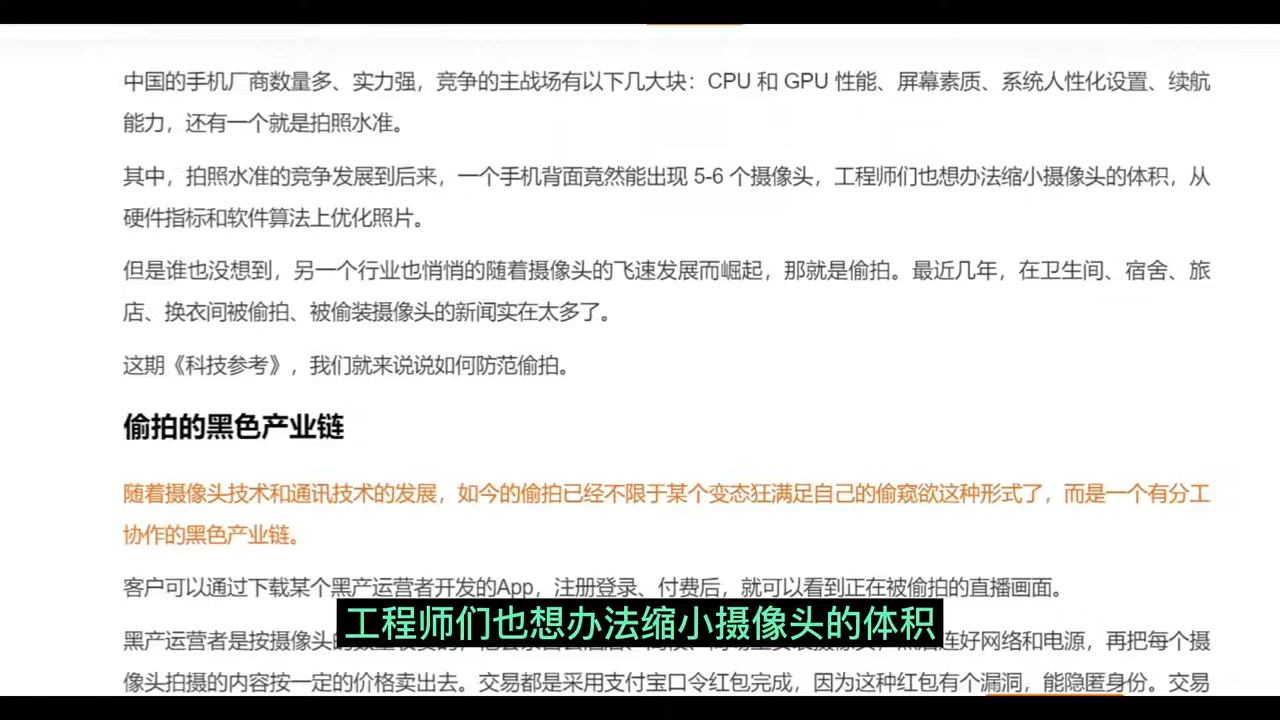 中国的手机厂商数量多、实力强，竞争的主战场有以下几大块：CPU 和 GPU 性能、屏幕素质、系统人性化设置、续航
能力，还有一个就是拍照水准。
其中，拍照水准的竞争发展到后来，一个手机背面竟然能出现 5-6 个摄像头，工程师们也想办法缩小摄像头的体积，从
硬件指标和软件算法上优化照片。
但是谁也没想到，另一个行业也悄悄的随着摄像头的飞速发展而崛起，那就是偷拍。最近几年，在卫生间、宿舍、旅
店、换衣间被偷拍、被偷装摄像头的新闻实在太多了。
这期《科技参考》，我们就来说说如何防范偷拍。
偷拍的黑色产业链
随着摄像头技术和通讯技术的发展，如今的偷拍已经不限于某个变态狂满足自己的偷窥欲这种形式了，而是一个有分工
协作的黑色产业链。
客户可以通过下载某个黑产运营者开发的App，注册登录、付费后，就可以看到正在被偷拍的直播画面。
工程师们也想办法缩小摄像头的体积
黑产运营者是按摄像头 连好网络和电源，再把每个摄
像头拍摄的内容按一定的价格卖出去。交易都是采用支付宝口令红包完成，因为这种红包有个漏洞，能隐匿身份。交易